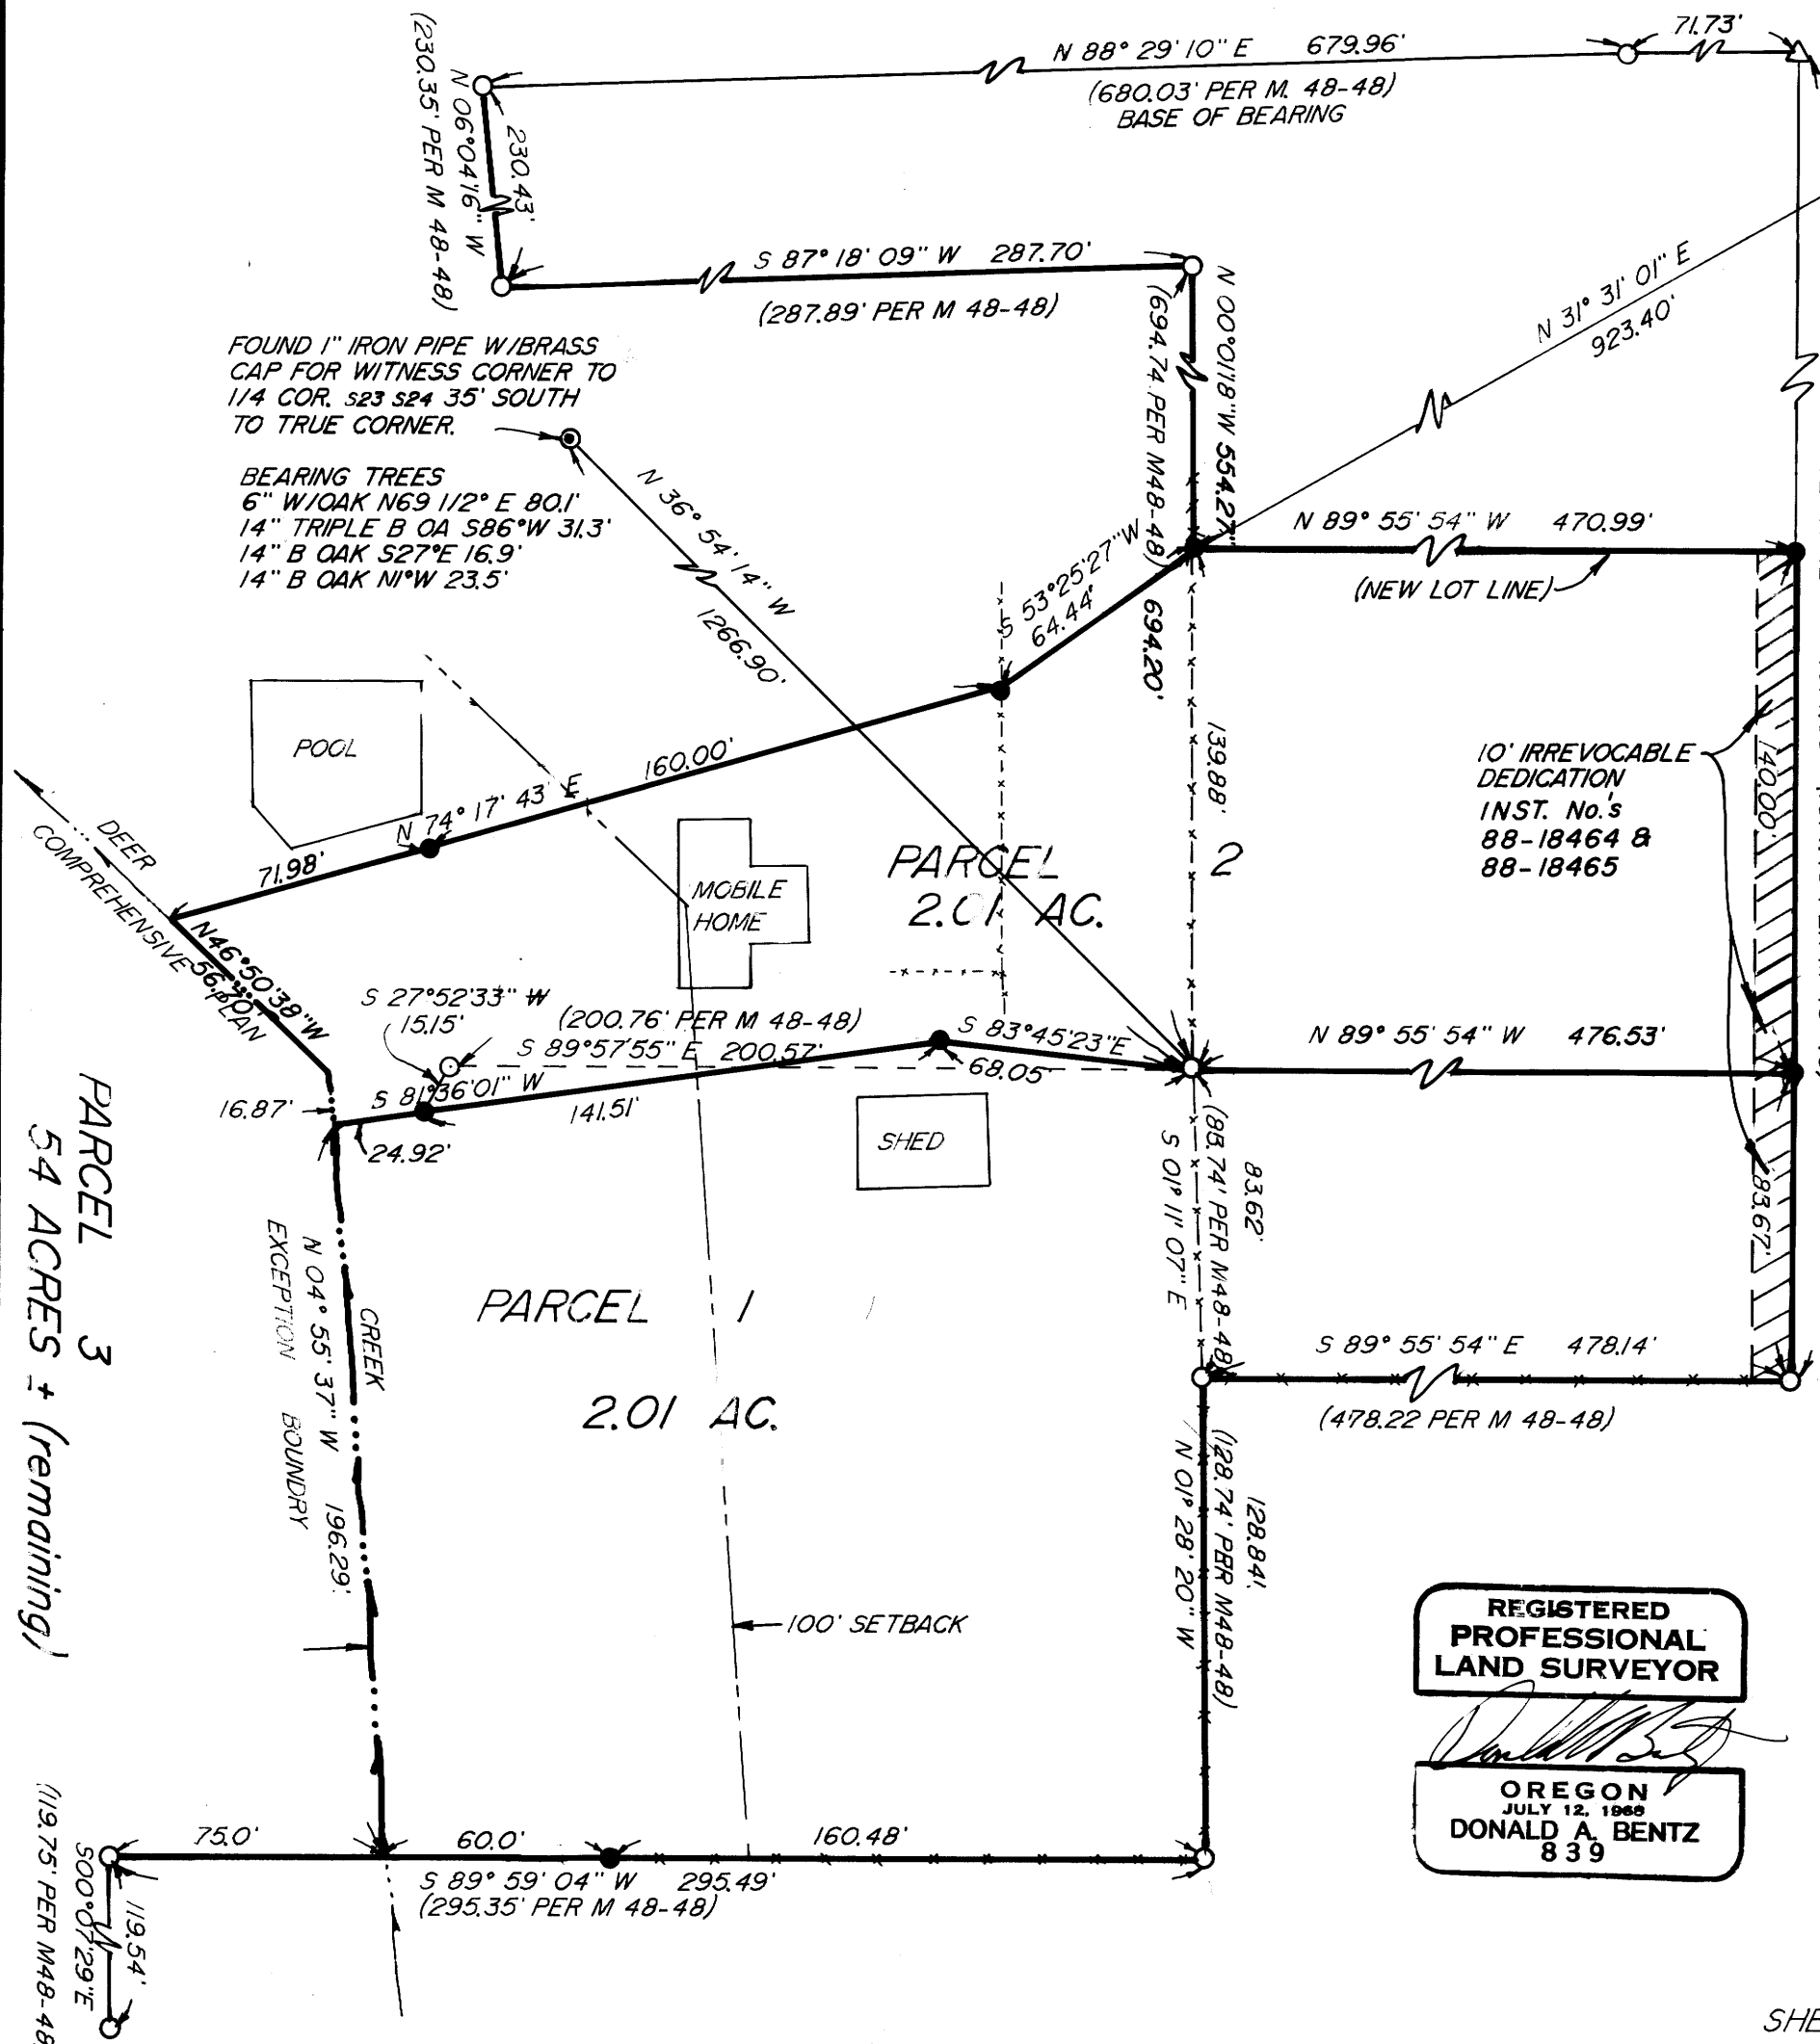 71.73'
N 88° 29' 10" E 679.96'
(680.03' PER M. 48-48)
BASE OF BEARING
230.43'
N 06°04'16" W
(230.35' PER M 48-48)
S 87° 18' 09" W 287.70'
(287.89' PER M 48-48)
N 00°01'18"W 554.27'
(694.74 PER M48-48)
694.20'
N 31° 31' 01" E
923.40'
FOUND 1" IRON PIPE W/BRASS
CAP FOR WITNESS CORNER TO
1/4 COR. S23 S24 35' SOUTH
TO TRUE CORNER.
BEARING TREES
6" W/OAK N69 1/2° E 80.1'
14" TRIPLE B OA S86°W 31.3'
14" B OAK S27°E 16.9'
14" B OAK N1°W 23.5'
N 36° 54' 14" W
1266.90'
S 53°25'27"W
64.44'
N 89° 55' 54" W 470.99'
(NEW LOT LINE)
POOL
160.00'
N 74° 17' 43" E
71.98'
139.88'
10' IRREVOCABLE
DEDICATION
INST. No.'s
88-18464 &
88-18465
140.00'
DEER
CREEK
COMPREHENSIVE PLAN
EXCEPTION BOUNDRY
N46°50'38"W
56.70'
MOBILE
HOME
PARCEL 2
2.01 AC.
S 27°52'33" W
15.15'
(200.76' PER M 48-48)
S 89°57'55" E 200.57'
S 83°45'23"E
68.05'
N 89° 55' 54" W 476.53'
16.87'
S 81°36'01" W
141.51'
24.92'
SHED
83.62'
(88.74' PER M48-48)
S 01° 11' 07" E
83.67'
PARCEL 3
54 ACRES ± (remaining)
N 04° 55' 37" W 196.29'
PARCEL 1
2.01 AC.
S 89° 55' 54" E 478.14'
(478.22 PER M 48-48)
128.84'
(128.74' PER M48-48)
N 01° 28' 20" W
100' SETBACK
REGISTERED
PROFESSIONAL
LAND SURVEYOR
OREGON
JULY 12, 1968
DONALD A. BENTZ
839
75.0'
60.0'
160.48'
S 89° 59' 04" W 295.49'
(295.35' PER M 48-48)
119.54'
S00°07'29"E
(119.75' PER M48-48
SHE